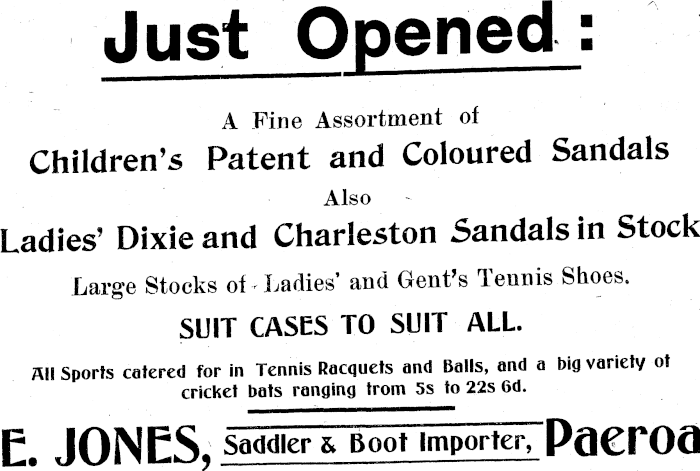 Just Opened :
A Fine Assortment of
Children's Patent and Coloured Sandals
Also
Ladies' Dixie and Charleston Sandals in Stock
Large Stocks of Ladies' and Gent's Tennis Shoes.
SUIT CASES TO SUIT ALL.
All Sports catered for in Tennis Racquets and Balls, and a big variety of
cricket bats ranging from 5s to 22s 6d.
E. JONES, Saddler & Boot Importer, Paeroa